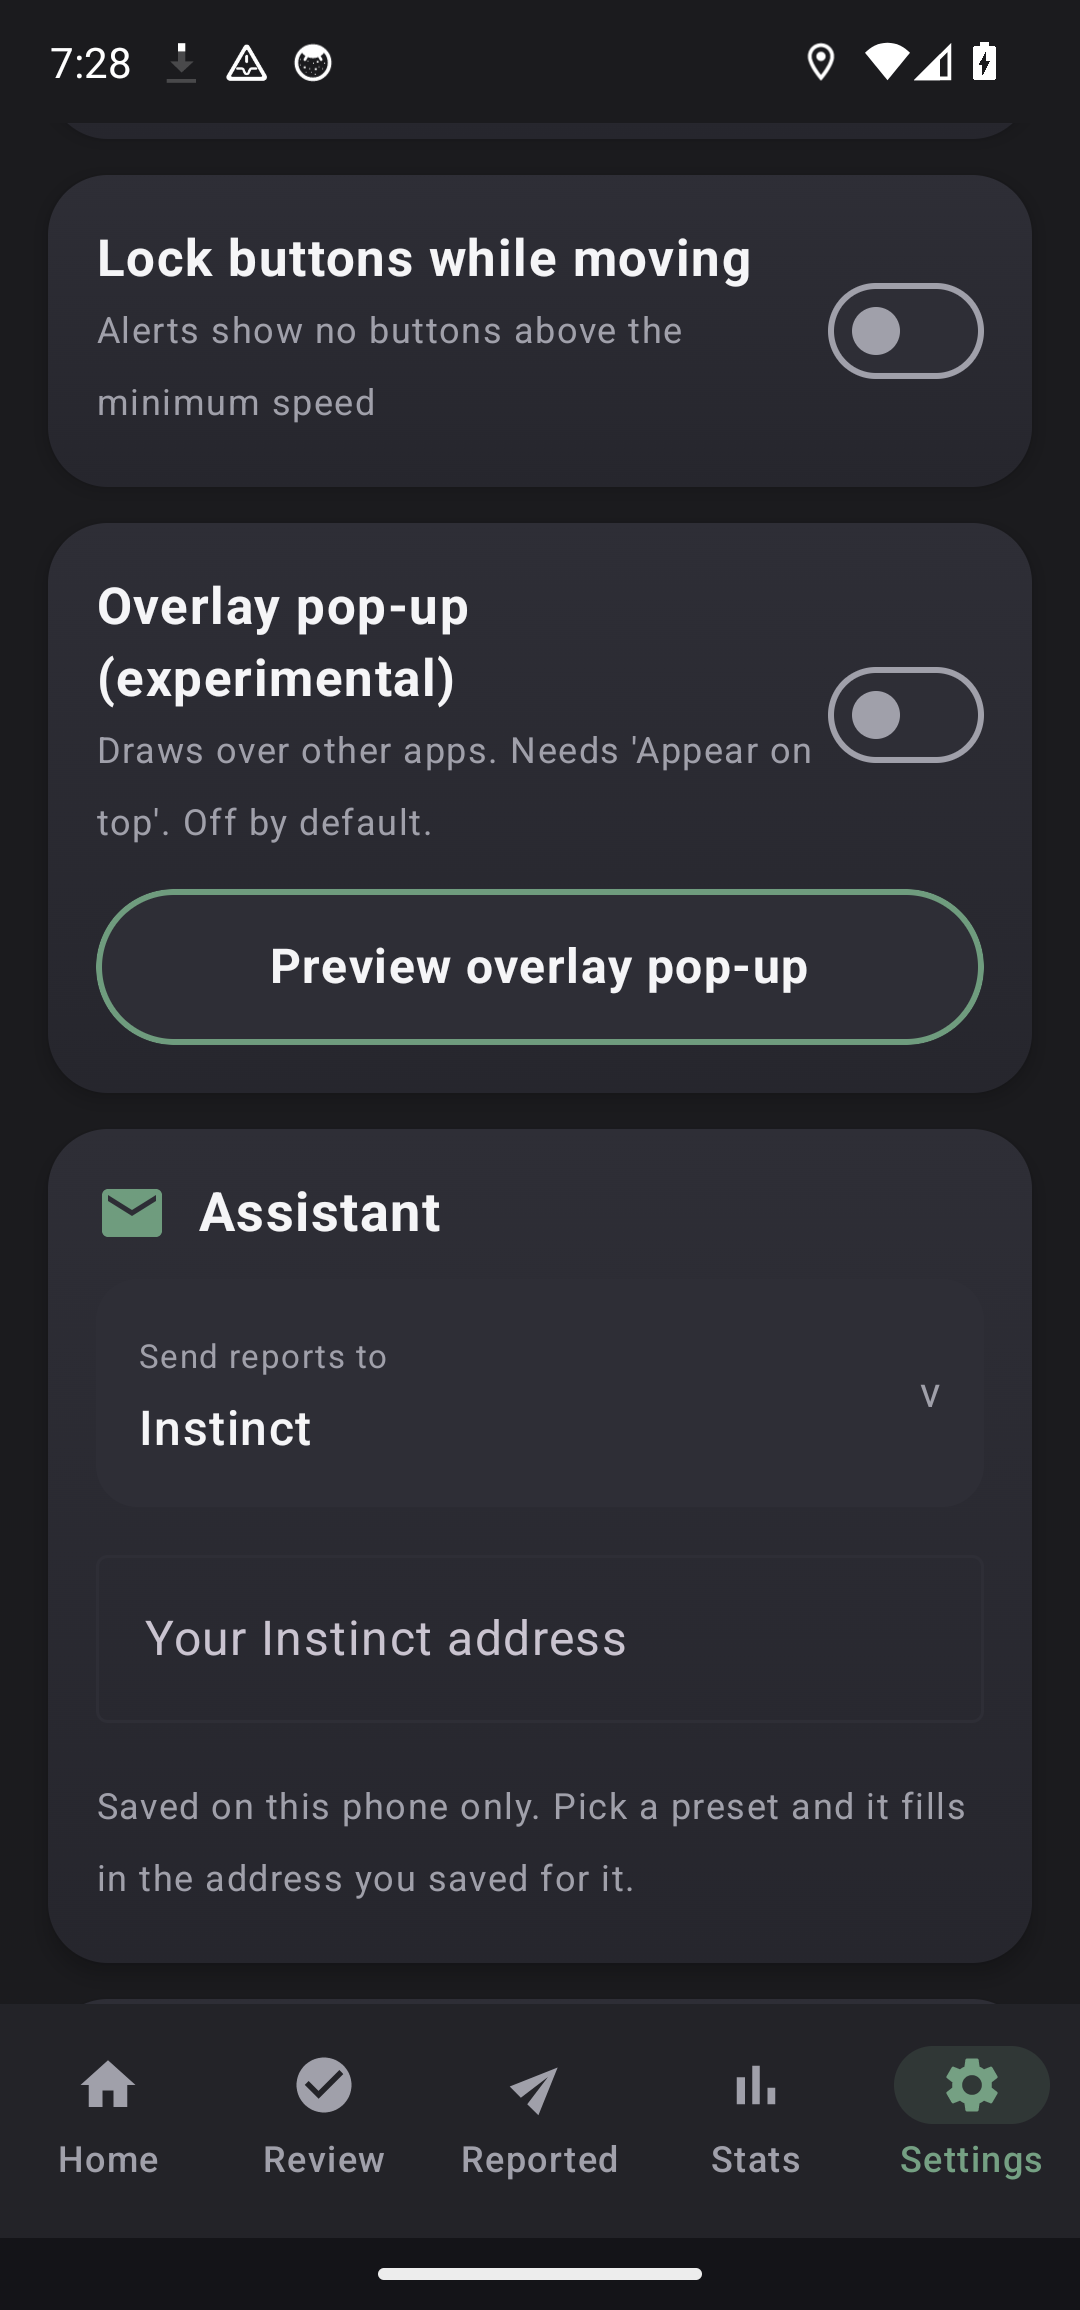 7:28
Lock buttons while moving
Alerts show no buttons above the
minimum speed
Overlay pop-up
(experimental)
Draws over other apps. Needs 'Appear on
top'. Off by default.
Preview overlay pop-up
Assistant
Send reports to
Instinct
v
Your Instinct address
Saved on this phone only. Pick a preset and it fills
in the address you saved for it.
Home Review Reported Stats Settings